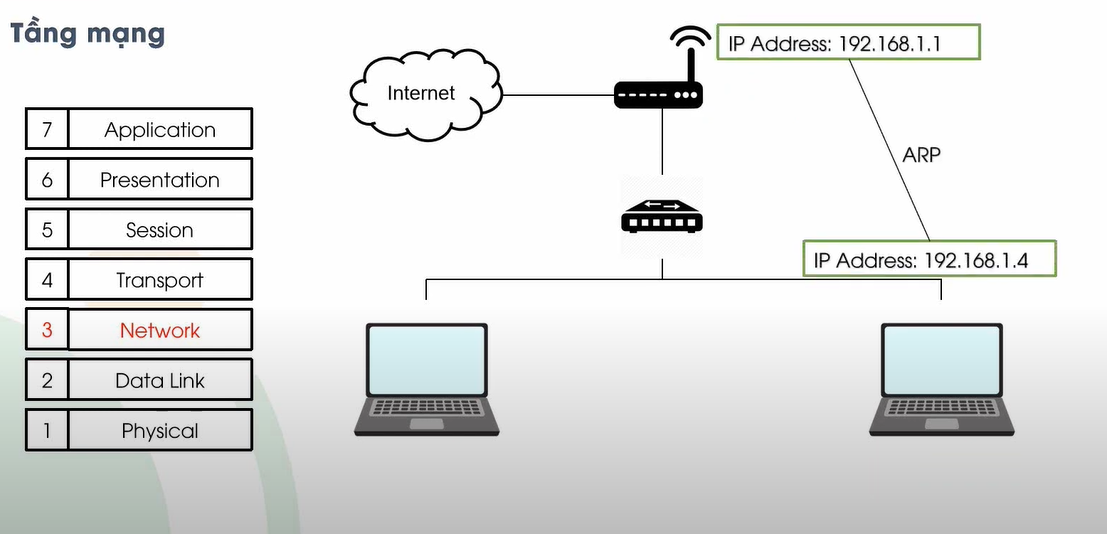 Tầng mạng
7 Application
6 Presentation
5 Session
4 Transport
3 Network
2 Data Link
1 Physical
Internet
IP Address: 192.168.1.1
ARP
IP Address: 192.168.1.4